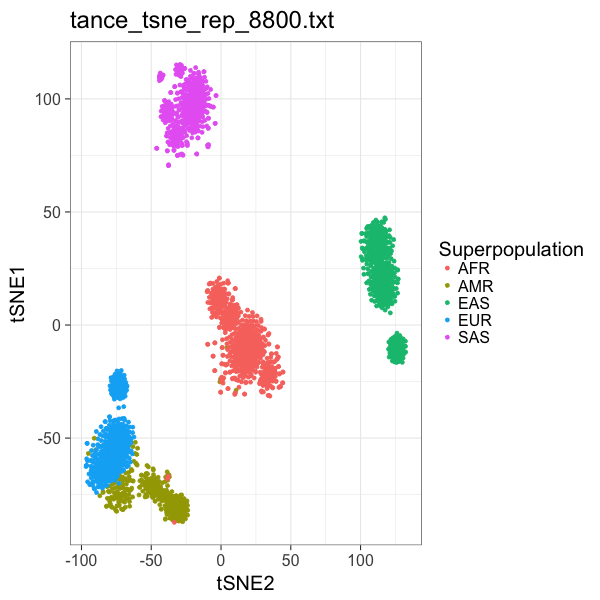 tance_tsne_rep_8800.txt
100
50
0
-50
-100
-50
0
50
100
tSNE1
tSNE2
Superpopulation
AFR
AMR
EAS
EUR
SAS